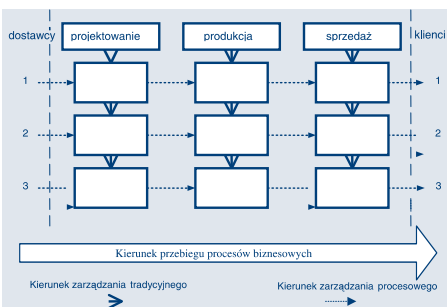 dostawcy projektowanie produkcja sprzedaż klienci
1 1
2 2
3 3
Kierunek przebiegu procesów biznesowych
Kierunek zarządzania tradycyjnego Kierunek zarządzania procesowego